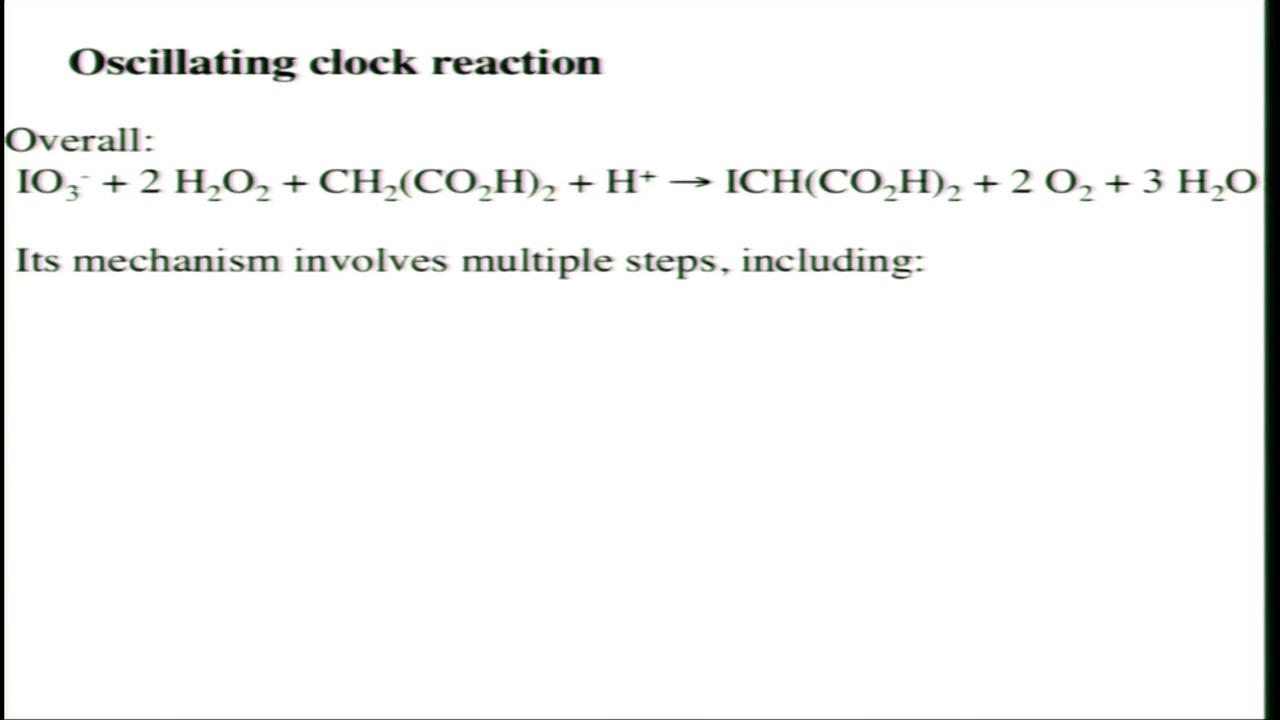 Oscillating clock reaction
Overall:
IO₃⁻ + 2 H₂O₂ + CH₂(CO₂H)₂ + H⁺ → ICH(CO₂H)₂ + 2 O₂ + 3 H₂O
Its mechanism involves multiple steps, including: